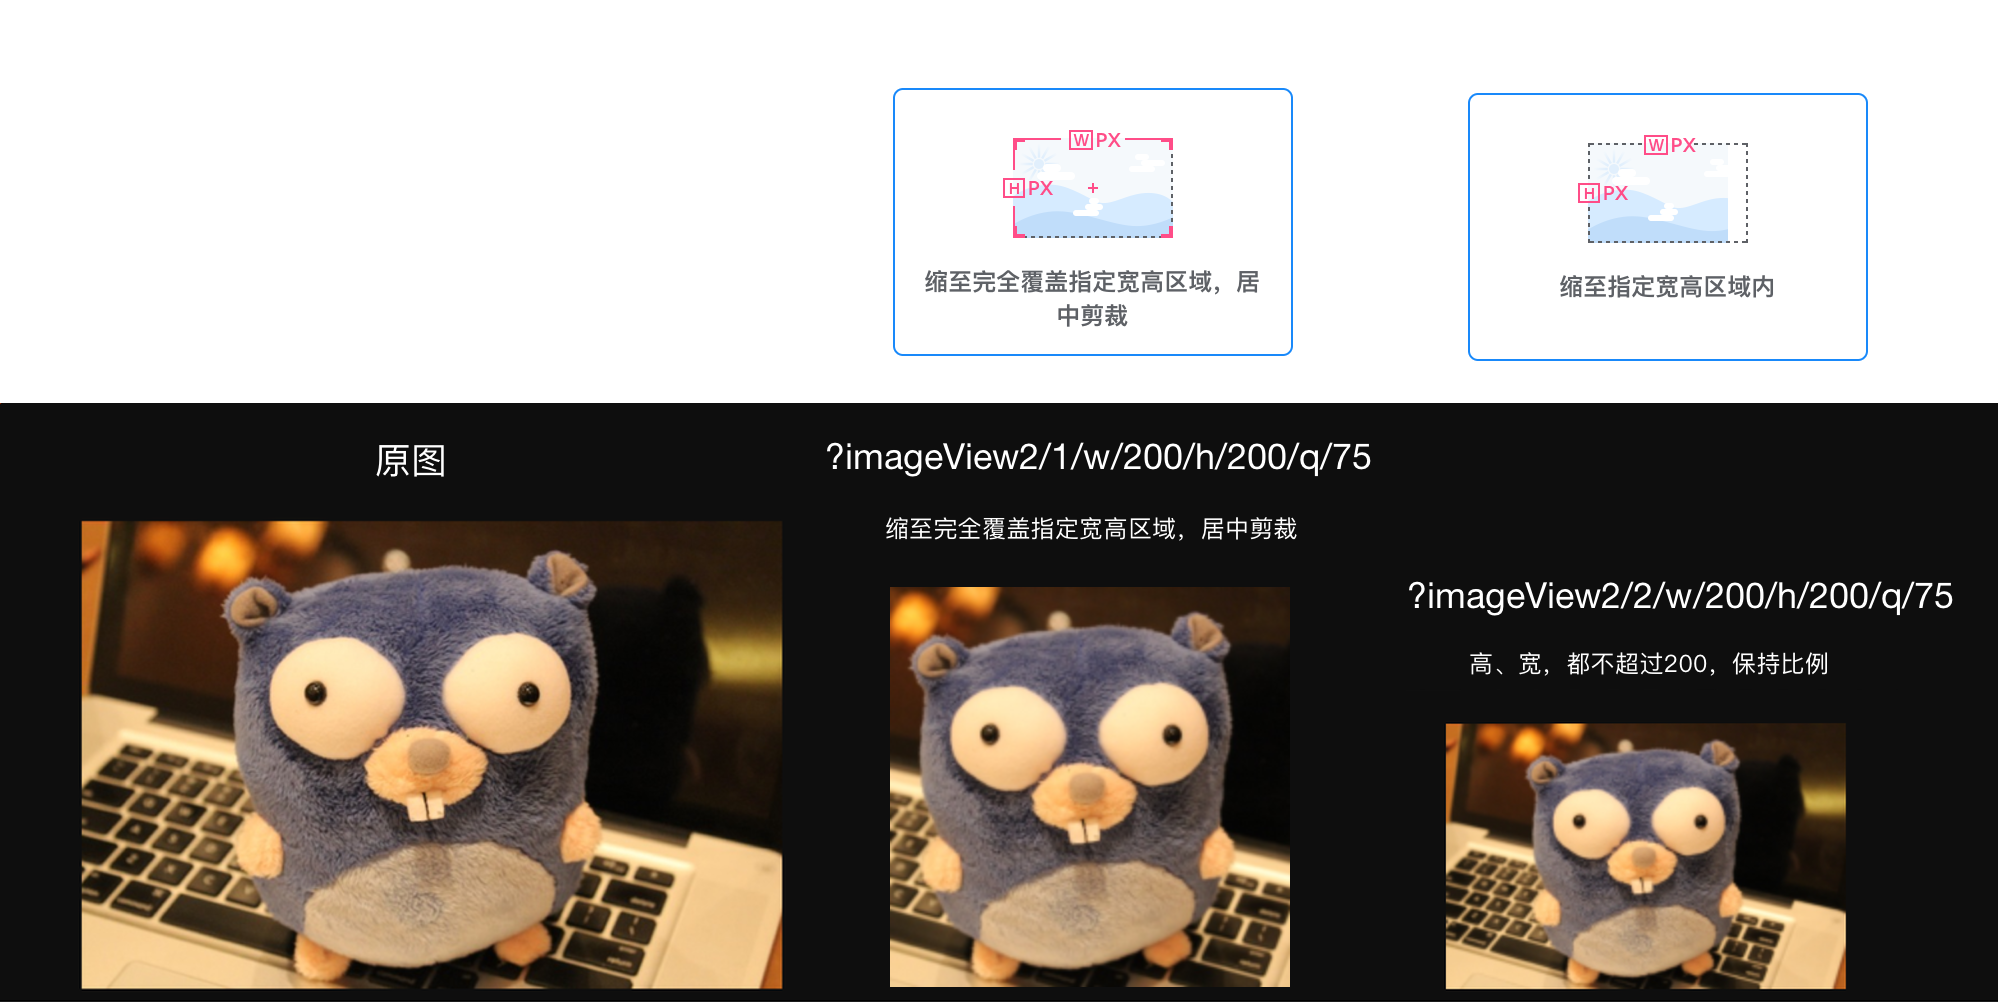 W PX
H PX
缩至完全覆盖指定宽高区域，居
中剪裁
W PX
H PX
缩至指定宽高区域内
原图
?imageView2/1/w/200/h/200/q/75
缩至完全覆盖指定宽高区域，居中剪裁
?imageView2/2/w/200/h/200/q/75
高、宽，都不超过200，保持比例